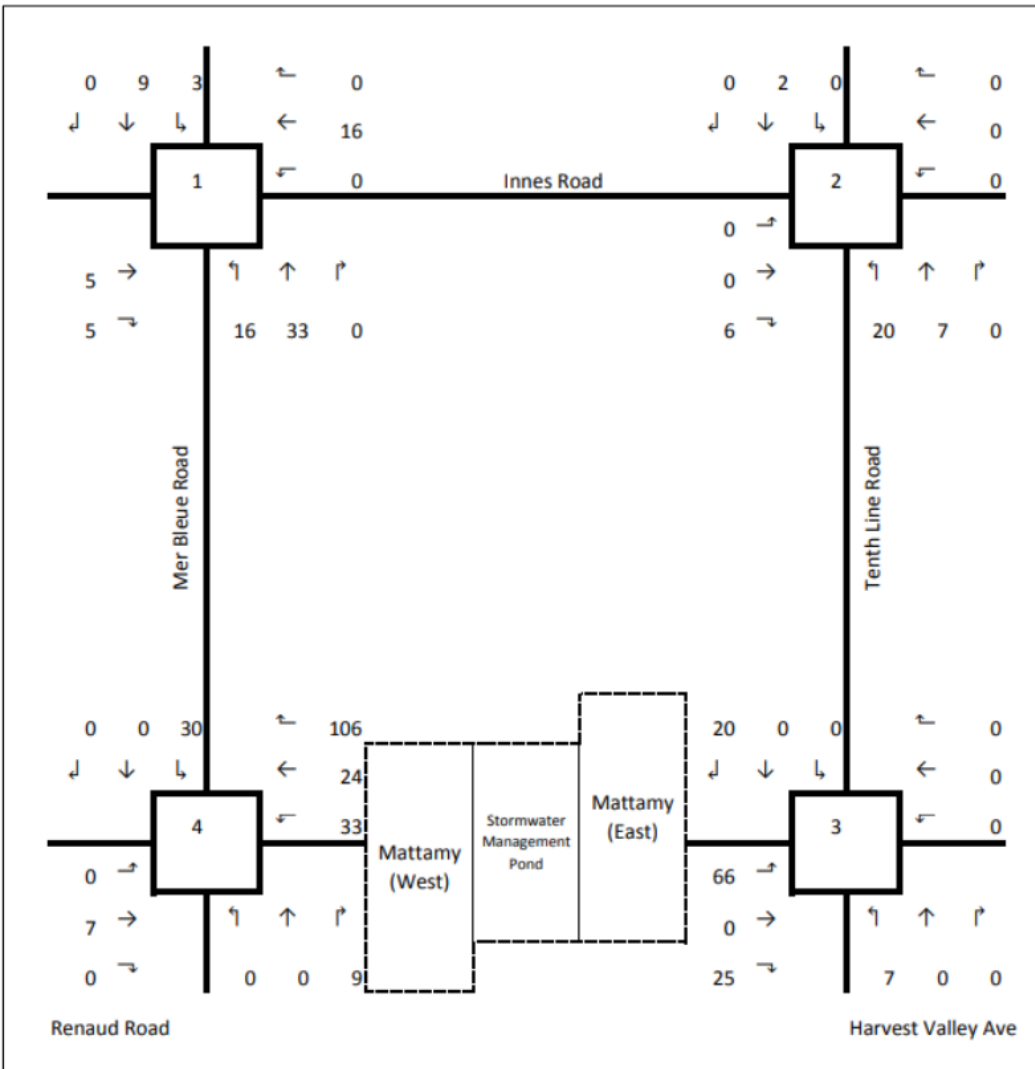 0 9 3 0
16
1 0
5
5 16 33 0
Innes Road
0 2 0 0
0
2 0
0
0
6 20 7 0
Mer Bleue Road
Tenth Line Road
0 0 30 106
24
4 33
0
7
0 0 0 9
Mattamy
(West)
Stormwater
Management
Pond
Mattamy
(East)
20 0 0 0
0
3 0
66
0
25 7 0 0
Renaud Road
Harvest Valley Ave